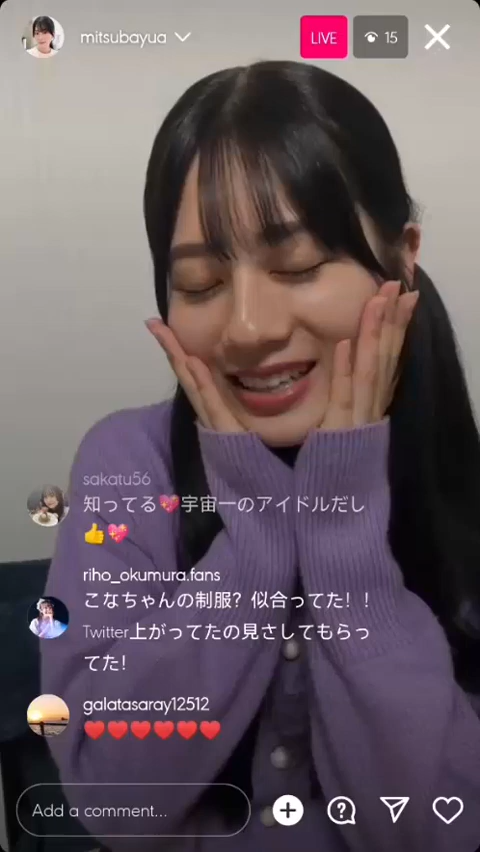 mitsubayua
LIVE
15
sakatu56
知ってる💖宇宙一のアイドルだし
👍💖
riho_okumura.fans
こなちゃんの制服？似合ってた！！
Twitter上がってたの見さしてもらっ
てた！
galatasaray12512
❤️❤️❤️❤️❤️❤️
Add a comment...